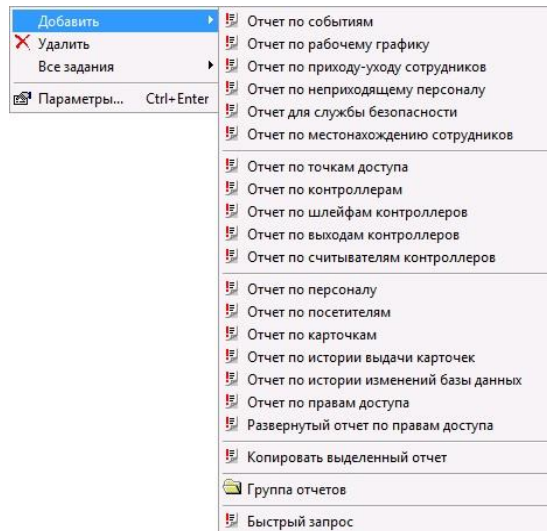 Добавить
Удалить
Все задания
Параметры... Ctrl+Enter
Отчет по событиям
Отчет по рабочему графику
Отчет по приходу-уходу сотрудников
Отчет по неприходящему персоналу
Отчет для службы безопасности
Отчет по местонахождению сотрудников
Отчет по точкам доступа
Отчет по контроллерам
Отчет по шлейфам контроллеров
Отчет по выходам контроллеров
Отчет по считывателям контроллеров
Отчет по персоналу
Отчет по посетителям
Отчет по карточкам
Отчет по истории выдачи карточек
Отчет по истории изменений базы данных
Отчет по правам доступа
Развернутый отчет по правам доступа
Копировать выделенный отчет
Группа отчетов
Быстрый запрос